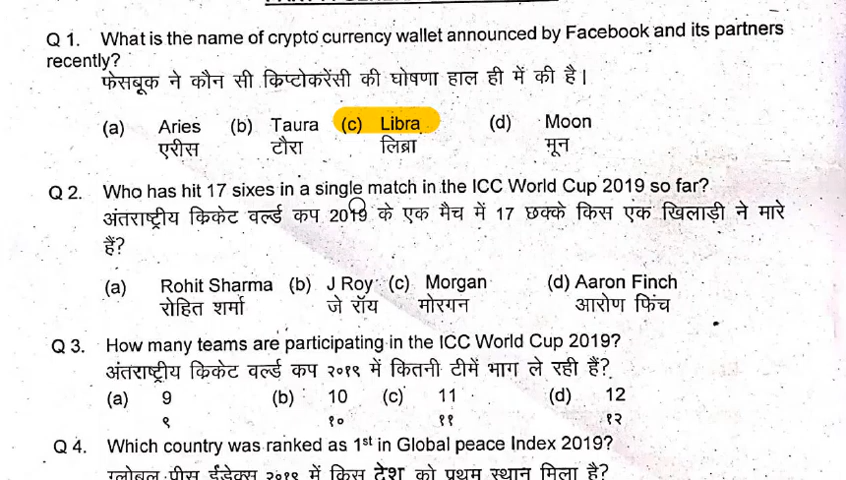 Q 1. What is the name of crypto currency wallet announced by Facebook and its partners
recently?
फेसबूक ने कौन सी क्रिप्टोकरेंसी की घोषणा हाल ही में की है।
(a) Aries (b) Taura (c) Libra (d) Moon
एरीस टौरा लिब्रा मून
Q 2. Who has hit 17 sixes in a single match in the ICC World Cup 2019 so far?
अंतराष्ट्रीय क्रिकेट वर्ल्ड कप 2019 के एक मैच में 17 छक्के किस एक खिलाड़ी ने मारे
हैं?
(a) Rohit Sharma (b) J Roy (c) Morgan (d) Aaron Finch
रोहित शर्मा जे रॉय मोरगन आरोण फिंच
Q 3. How many teams are participating in the ICC World Cup 2019?
अंतराष्ट्रीय क्रिकेट वर्ल्ड कप २०१९ में कितनी टीमें भाग ले रही हैं?
(a) 9 (b) 10 (c) 11 (d) 12
९ १० ११ १२
Q 4. Which country was ranked as 1st in Global peace Index 2019?
ग्लोबल पीस ईंडेक्स २०१९ में किस देश को प्रथम स्थान मिला है?